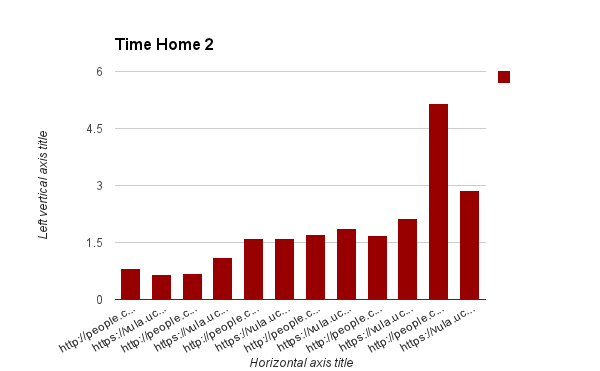 Time Home 2
6
4.5
3
1.5
0
Left vertical axis title
http://people.c...
https://vula.uc...
http://people.c...
https://vula.uc...
http://people.c...
https://vula.uc...
http://people.c...
https://vula.uc...
http://people.c...
https://vula.uc...
http://people.c...
https://vula.uc...
Horizontal axis title